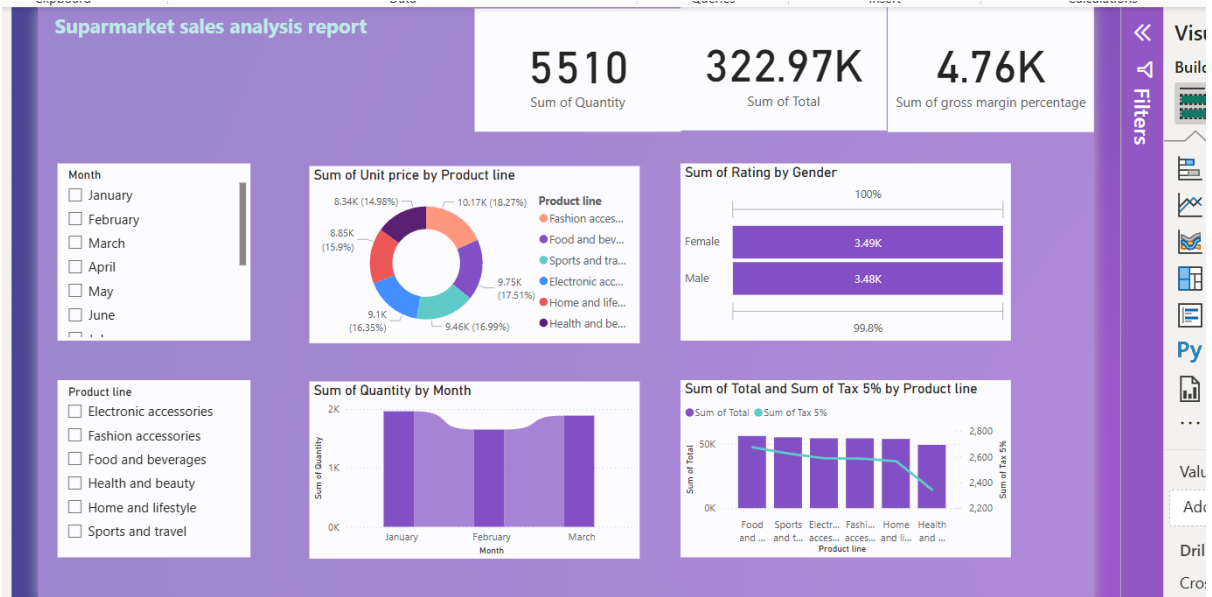 Suparmarket sales analysis report
5510
Sum of Quantity
322.97K
Sum of Total
4.76K
Sum of gross margin percentage
Filters
Month
January
February
March
April
May
June
Sum of Unit price by Product line
8.34K (14.98%)
10.17K (18.27%)
8.85K
(15.9%)
9.75K
(17.51%)
9.1K
(16.35%)
9.46K (16.99%)
Product line
Fashion acces...
Food and bev...
Sports and tra...
Electronic acc...
Home and life...
Health and be...
Sum of Rating by Gender
100%
Female
3.49K
Male
3.48K
99.8%
Product line
Electronic accessories
Fashion accessories
Food and beverages
Health and beauty
Home and lifestyle
Sports and travel
Sum of Quantity by Month
2K
1K
0K
Sum of Quantity
January February March
Month
Sum of Total and Sum of Tax 5% by Product line
Sum of Total Sum of Tax 5%
50K
0K
Sum of Total
2,800
2,600
2,400
2,200
Sum of Tax 5%
Food Sports Electr... Fashi... Home Health
and ... and t... acces... acces... and li... and ...
Product line
Py
...